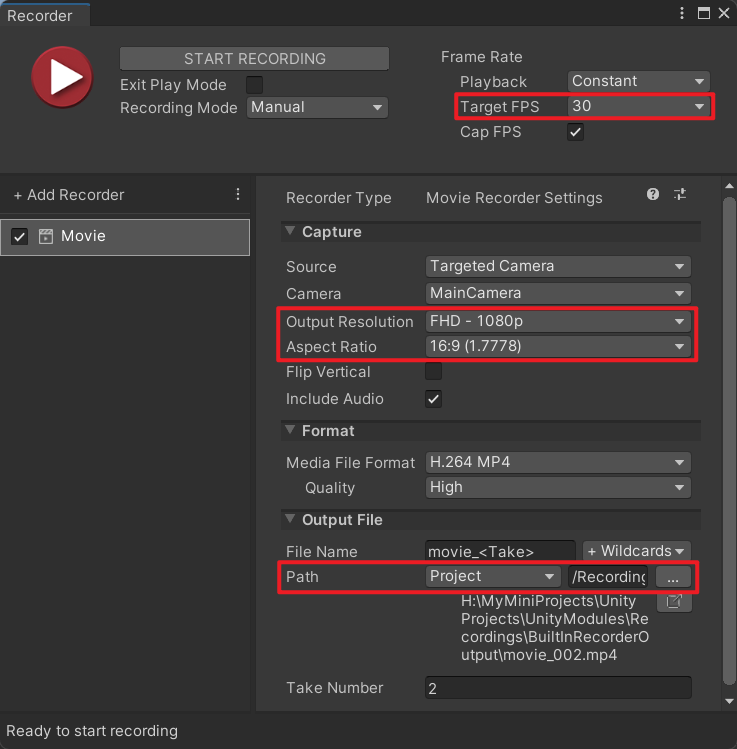 Recorder
START RECORDING
Exit Play Mode
Recording Mode Manual
Frame Rate
Playback Constant
Target FPS 30
Cap FPS
+ Add Recorder
Movie
Recorder Type Movie Recorder Settings
Capture
Source Targeted Camera
Camera MainCamera
Output Resolution FHD - 1080p
Aspect Ratio 16:9 (1.7778)
Flip Vertical
Include Audio
Format
Media File Format H.264 MP4
Quality High
Output File
File Name movie_<Take> + Wildcards
Path Project /Recording ...
H:\MyMiniProjects\Unity
Projects\UnityModules\Re
cordings\BuiltInRecorderO
utput\movie_002.mp4
Take Number 2
Ready to start recording